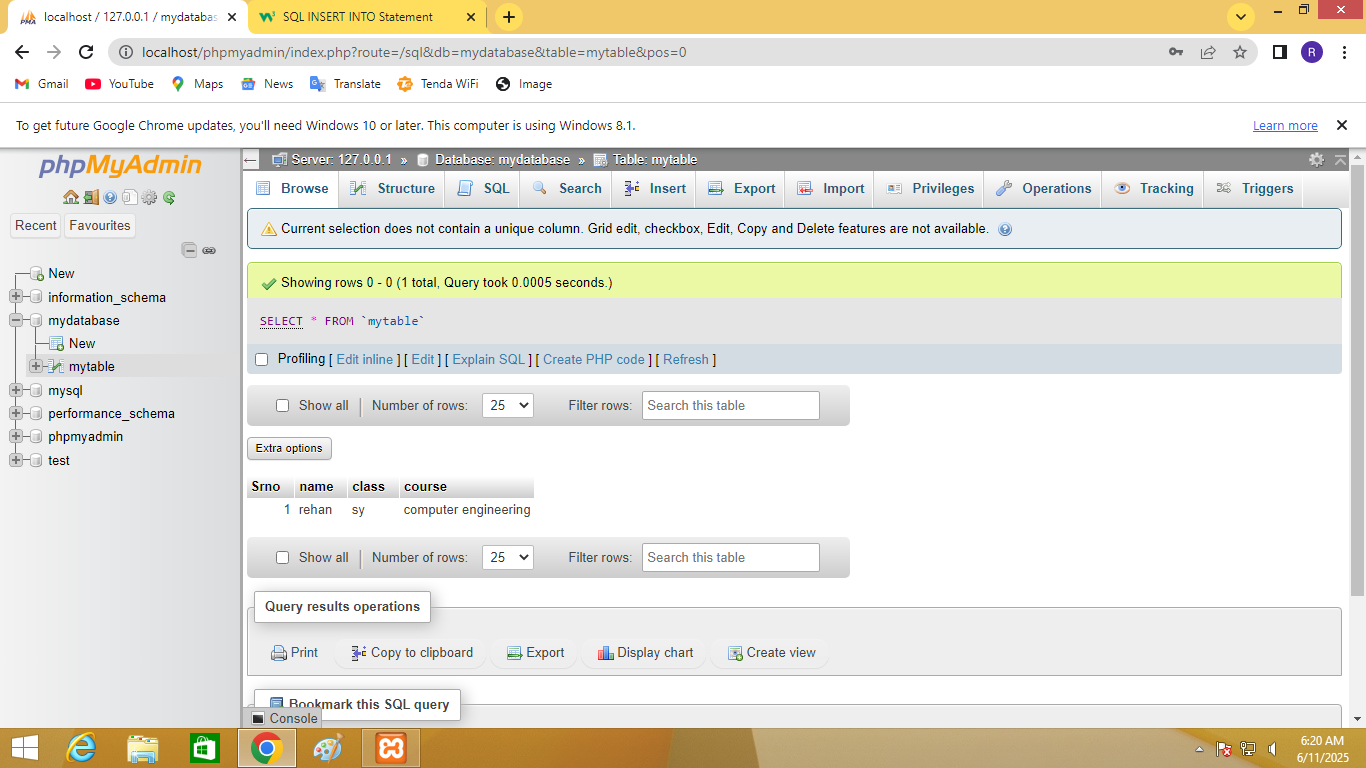 localhost / 127.0.0.1 / mydatabas
SQL INSERT INTO Statement
localhost/phpmyadmin/index.php?route=/sql&db=mydatabase&table=mytable&pos=0
R
Gmail YouTube Maps News Translate Tenda WiFi Image
To get future Google Chrome updates, you'll need Windows 10 or later. This computer is using Windows 8.1. Learn more
phpMyAdmin
Recent Favourites
New
information_schema
mydatabase
New
mytable
mysql
performance_schema
phpmyadmin
test
Server: 127.0.0.1 » Database: mydatabase » Table: mytable
Browse Structure SQL Search Insert Export Import Privileges Operations Tracking Triggers
Current selection does not contain a unique column. Grid edit, checkbox, Edit, Copy and Delete features are not available.
Showing rows 0 - 0 (1 total, Query took 0.0005 seconds.)
SELECT * FROM `mytable`
Profiling [ Edit inline ] [ Edit ] [ Explain SQL ] [ Create PHP code ] [ Refresh ]
Show all | Number of rows: 25 Filter rows: Search this table
Extra options
Srno name class course
1 rehan sy computer engineering
Show all | Number of rows: 25 Filter rows: Search this table
Query results operations
Print Copy to clipboard Export Display chart Create view
Bookmark this SQL query
Console
6:20 AM
6/11/2025